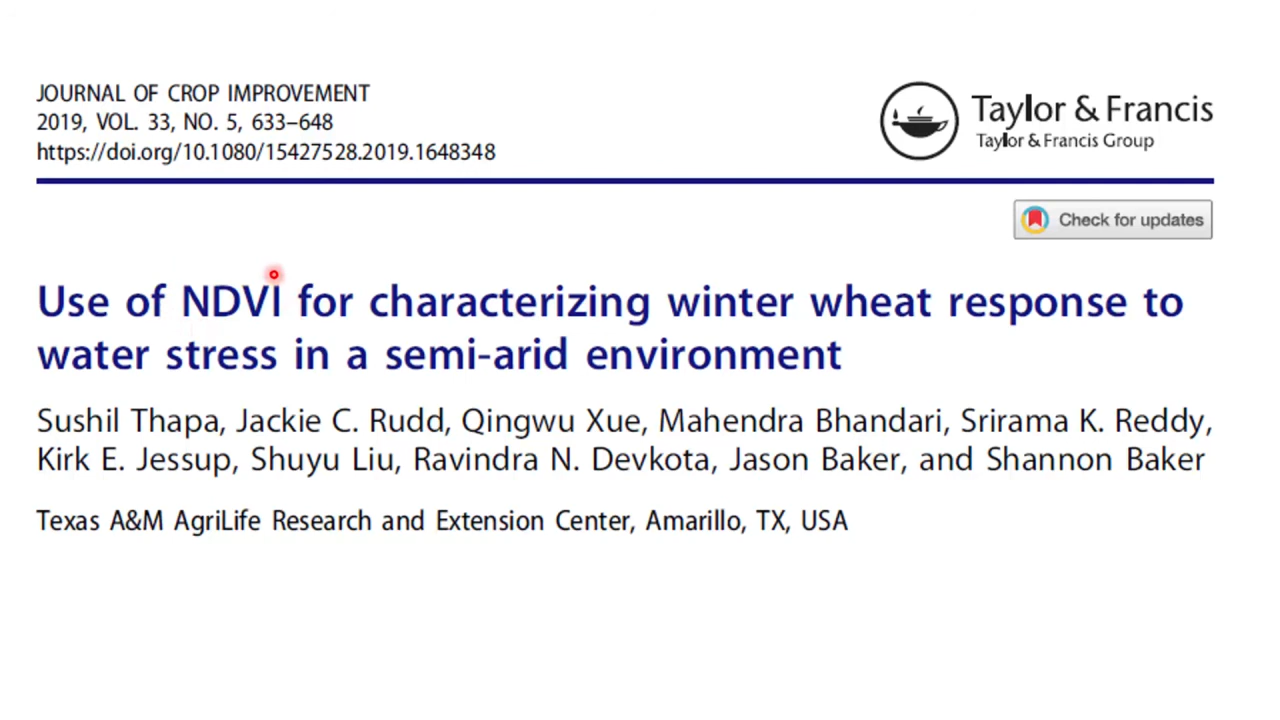 JOURNAL OF CROP IMPROVEMENT
2019, VOL. 33, NO. 5, 633–648
https://doi.org/10.1080/15427528.2019.1648348
Taylor & Francis
Taylor & Francis Group
Check for updates
Use of NDVI for characterizing winter wheat response to
water stress in a semi-arid environment
Sushil Thapa, Jackie C. Rudd, Qingwu Xue, Mahendra Bhandari, Srirama K. Reddy,
Kirk E. Jessup, Shuyu Liu, Ravindra N. Devkota, Jason Baker, and Shannon Baker
Texas A&M AgriLife Research and Extension Center, Amarillo, TX, USA